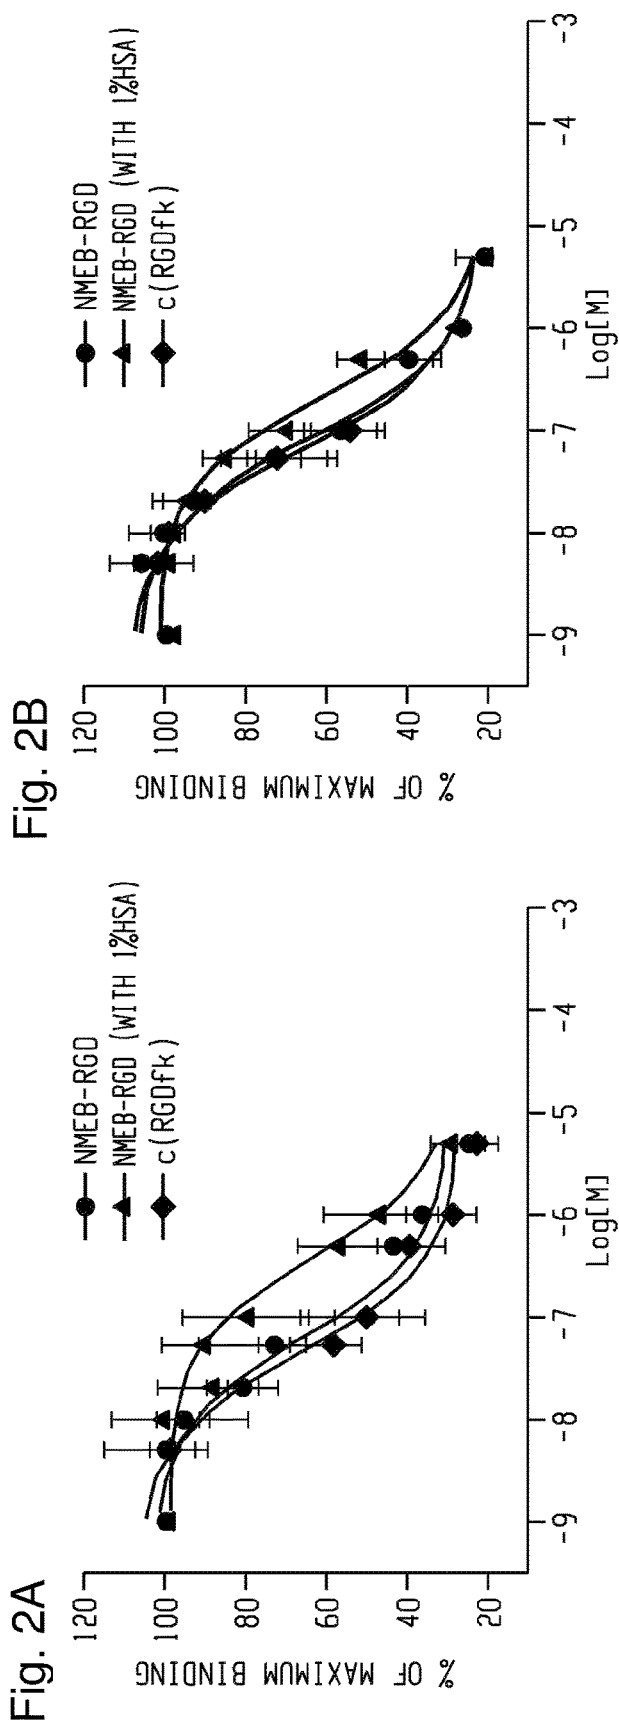 Fig. 2A
% OF MAXIMUM BINDING
120
100
80
60
40
20
-9
-8
-7
-6
-5
-4
-3
Log[M]
NMEB-RGD
NMEB-RGD (WITH 1%HSA)
c(RGDfk)
Fig. 2B
% OF MAXIMUM BINDING
120
100
80
60
40
20
-9
-8
-7
-6
-5
-4
-3
Log[M]
NMEB-RGD
NMEB-RGD (WITH 1%HSA)
c(RGDfk)